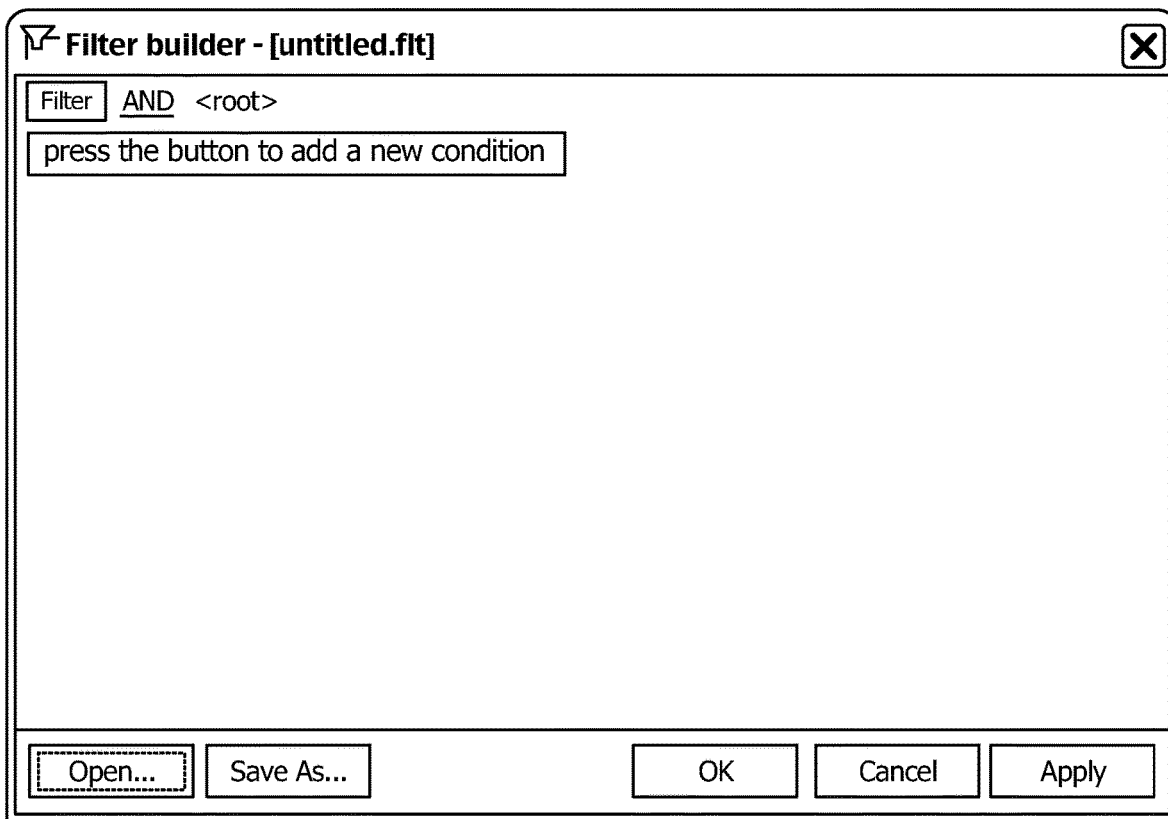 Filter builder - [untitled.flt]
Filter AND <root>
press the button to add a new condition
Open... Save As... OK Cancel Apply